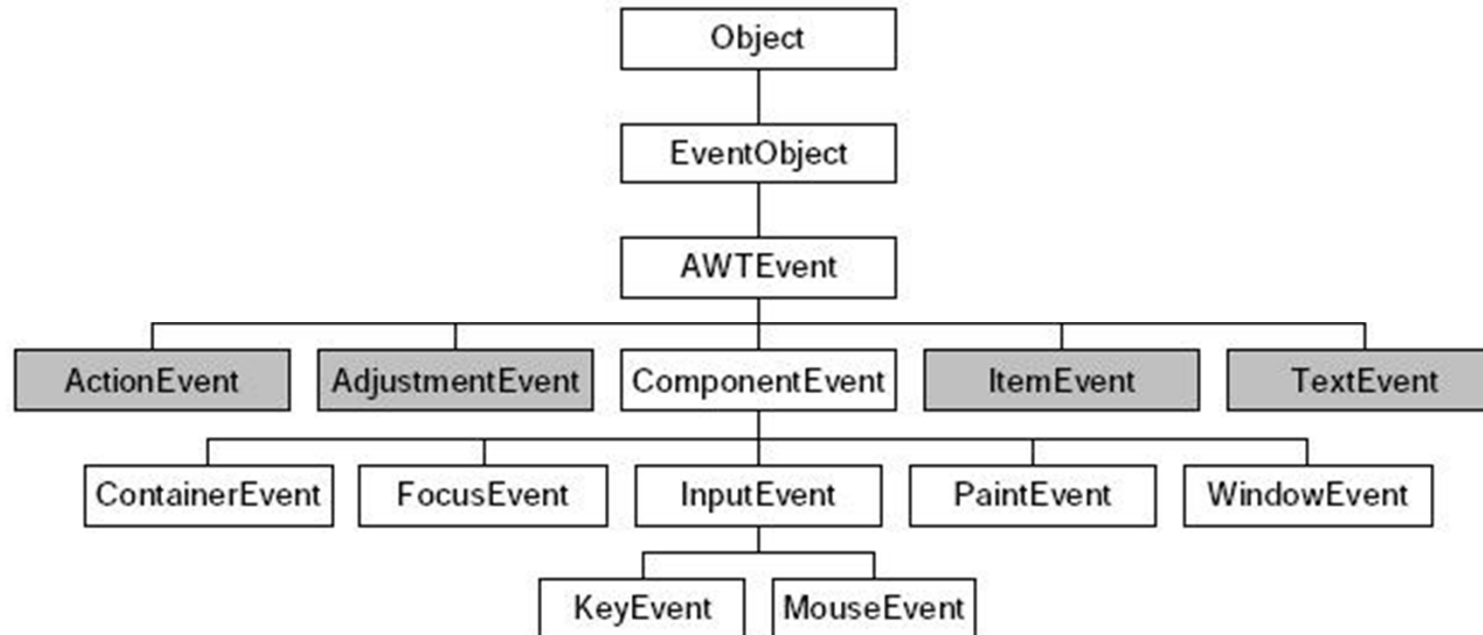 Object
EventObject
AWTEvent
ActionEvent AdjustmentEvent ComponentEvent ItemEvent TextEvent
ContainerEvent FocusEvent InputEvent PaintEvent WindowEvent
KeyEvent MouseEvent